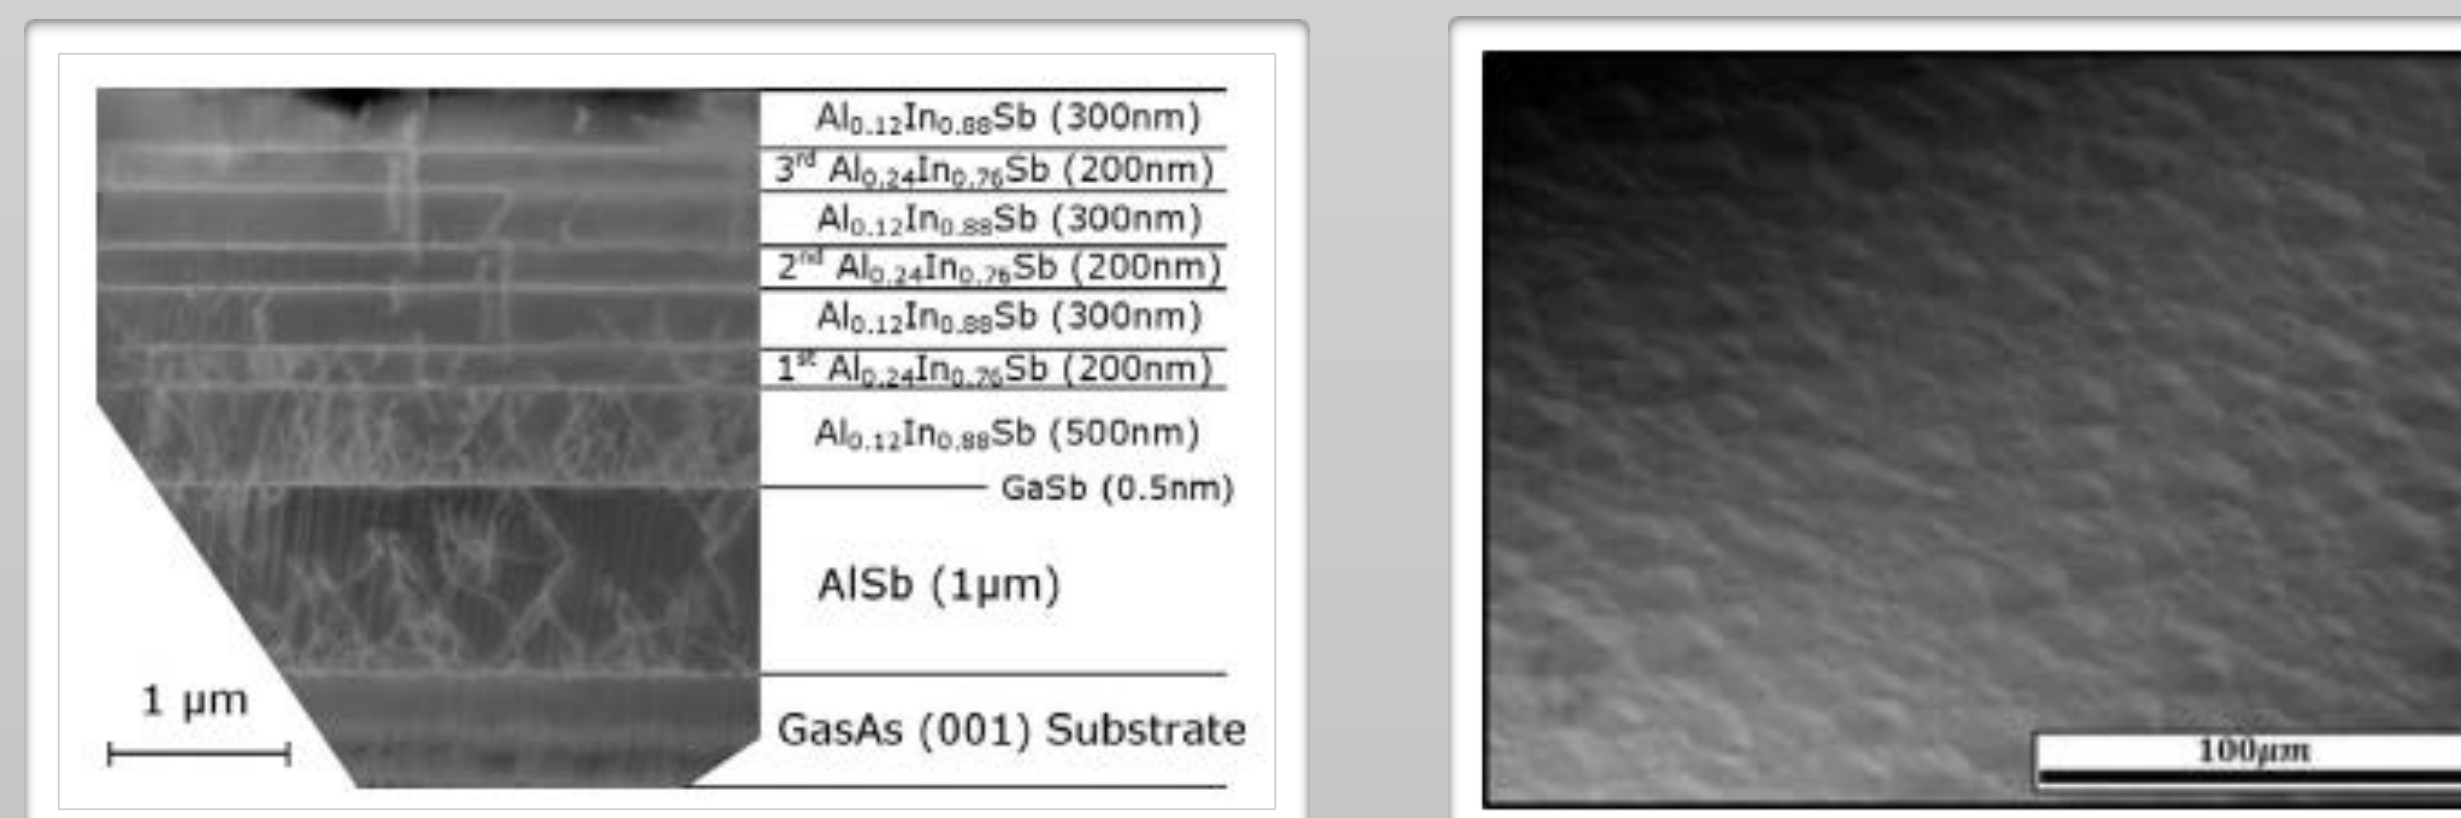 Al₀.₁₂In₀.₈₈Sb (300nm)
3ʳᵈ Al₀.₂₄In₀.₇₆Sb (200nm)
Al₀.₁₂In₀.₈₈Sb (300nm)
2ⁿᵈ Al₀.₂₄In₀.₇₆Sb (200nm)
Al₀.₁₂In₀.₈₈Sb (300nm)
1ˢᵗ Al₀.₂₄In₀.₇₆Sb (200nm)
Al₀.₁₂In₀.₈₈Sb (500nm)
GaSb (0.5nm)
AlSb (1µm)
1 µm
GasAs (001) Substrate
100µm